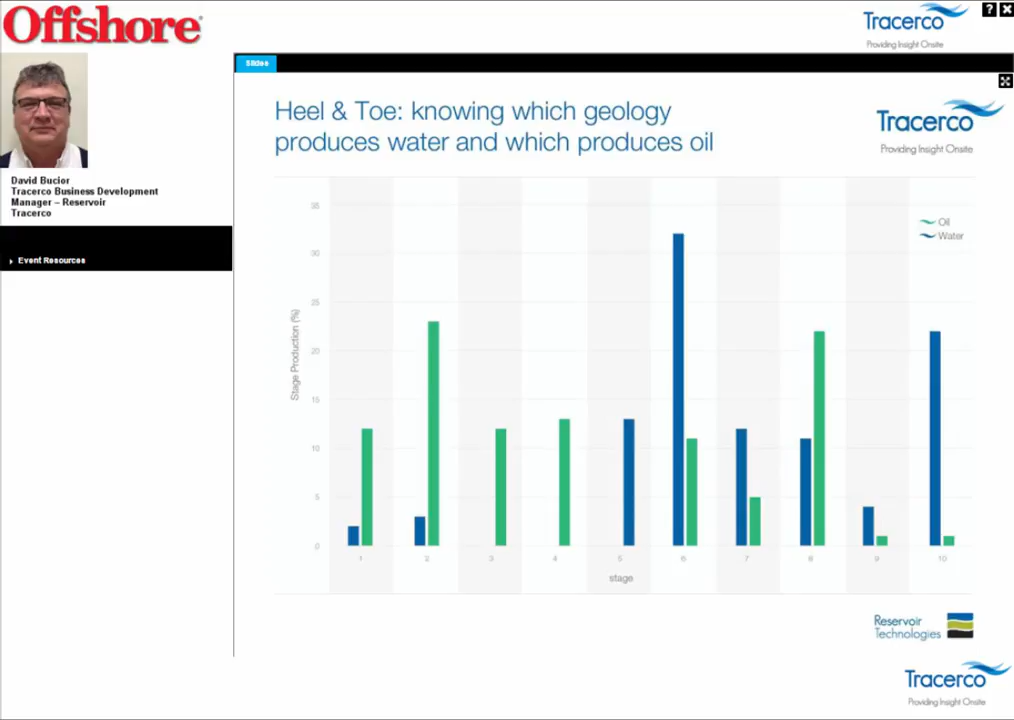 Offshore
Tracerco
Providing Insight Onsite
?
Slides
David Bucior
Tracerco Business Development
Manager – Reservoir
Tracerco
Event Resources
Heel & Toe: knowing which geology
produces water and which produces oil
Tracerco
Providing Insight Onsite
Oil
Water
Stage Production (%)
35
30
25
20
15
10
5
0
1 2 3 4 5 6 7 8 9 10
stage
Reservoir
Technologies
Tracerco
Providing Insight Onsite